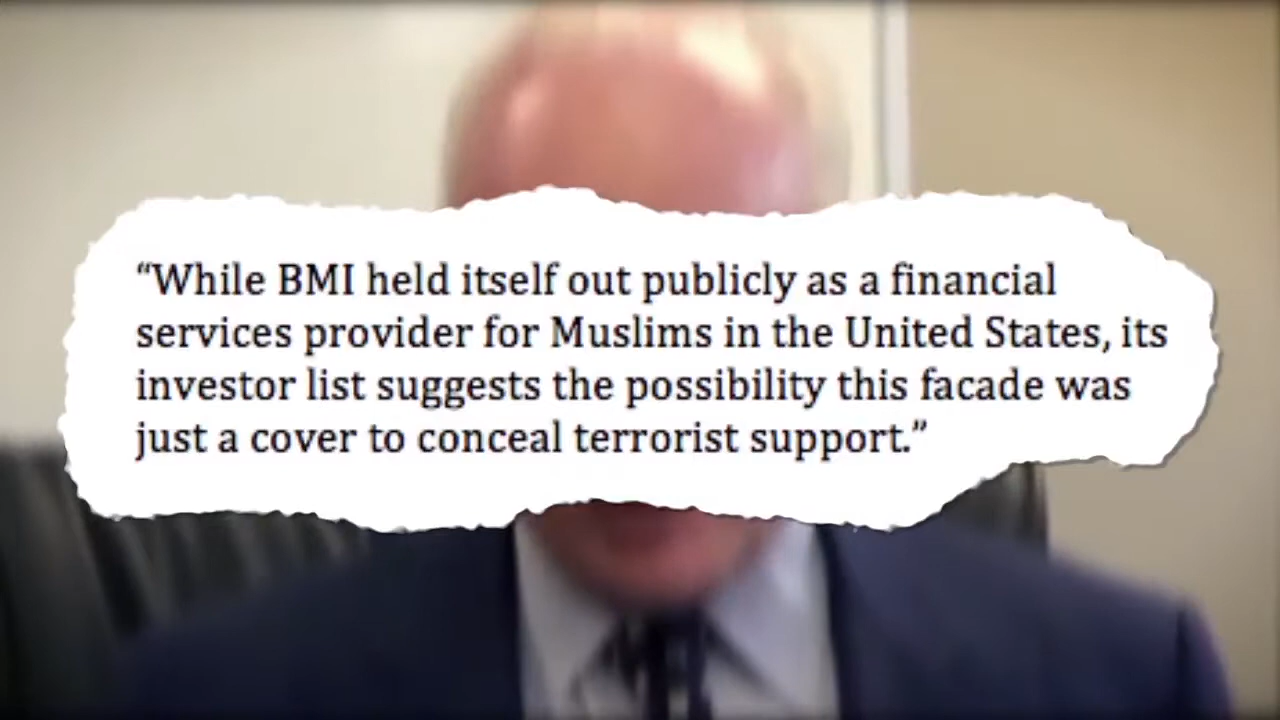 “While BMI held itself out publicly as a financial
services provider for Muslims in the United States, its
investor list suggests the possibility this facade was
just a cover to conceal terrorist support.”